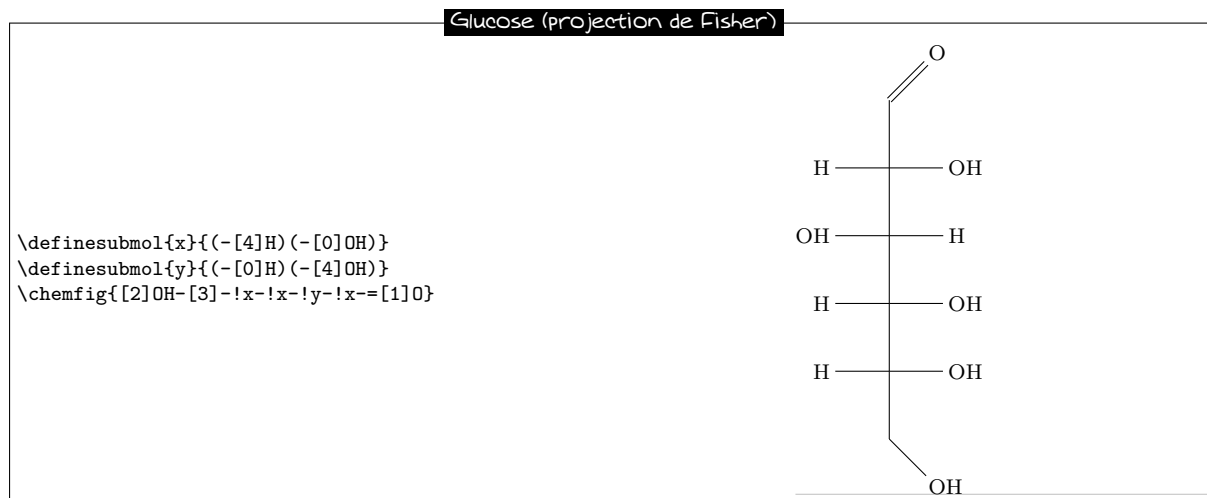 Glucose (projection de Fisher)
\definesubmol{x}{(-[4]H)(-[0]OH)}
\definesubmol{y}{(-[0]H)(-[4]OH)}
\chemfig{[2]OH-[3]-!x-!x-!y-!x-=[1]O}
O
H OH
OH H
H OH
H OH
OH